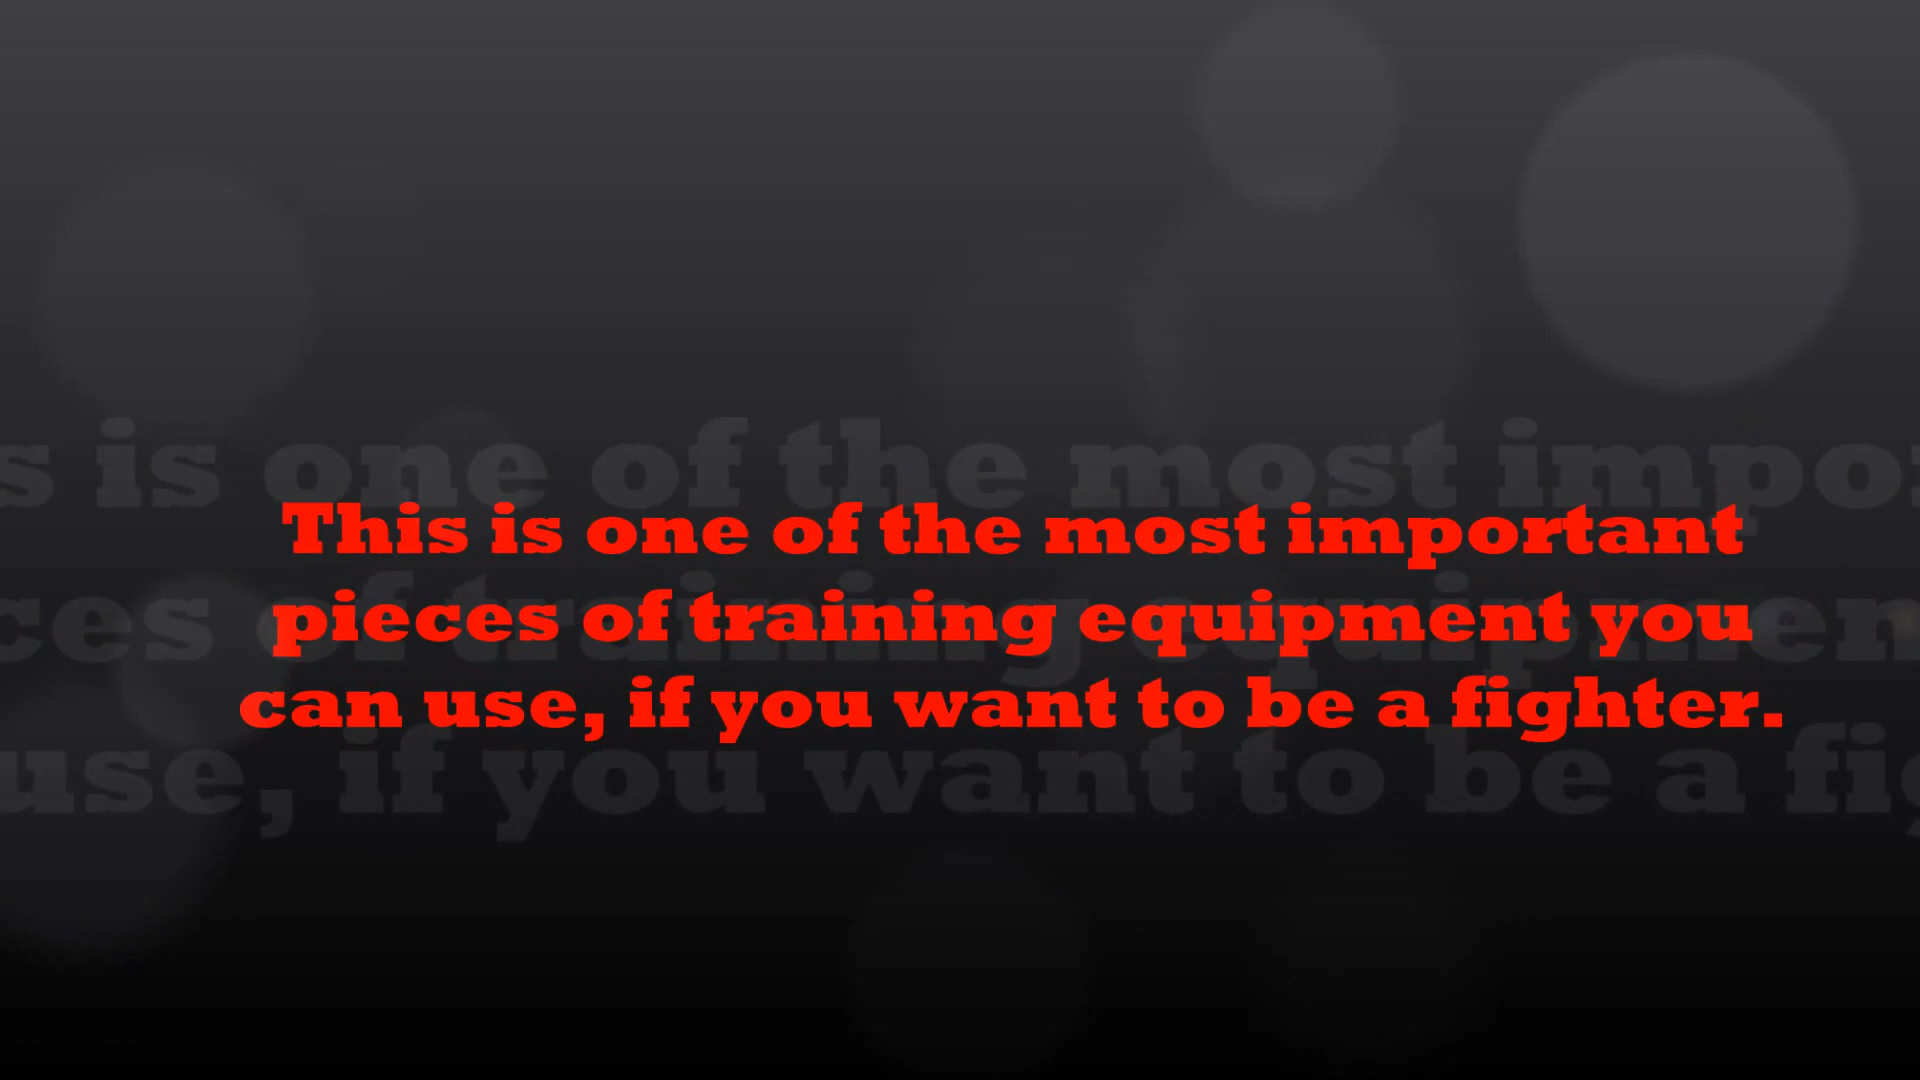 This is one of the most important
pieces of training equipment you
can use, if you want to be a fighter.